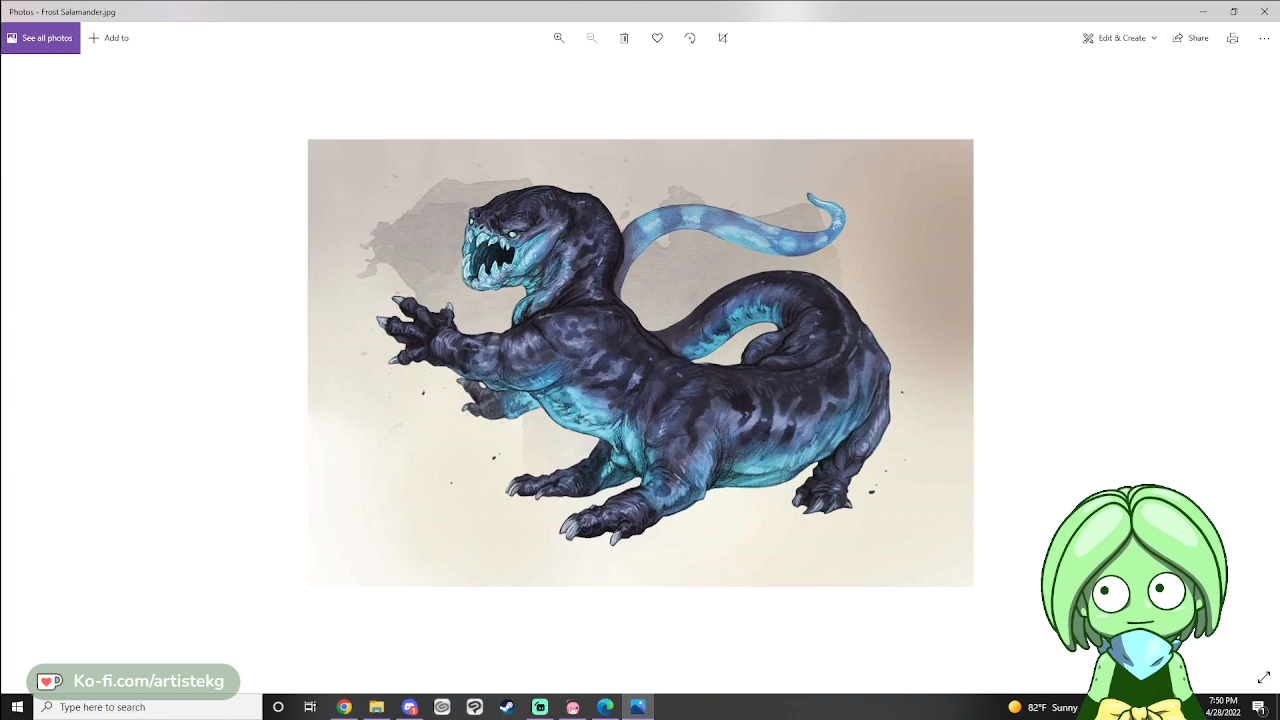 Photos - Frost Salamander.jpg
See all photos
Add to
Edit & Create
Share
Ko-fi.com/artistekg
Type here to search
82°F Sunny
7:50 PM
4/28/2022